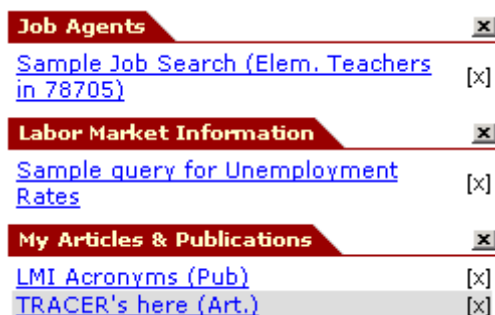 Job Agents x
Sample Job Search (Elem. Teachers [x]
in 78705)
Labor Market Information x
Sample query for Unemployment [x]
Rates
My Articles & Publications x
LMI Acronyms (Pub) [x]
TRACER's here (Art.) [x]